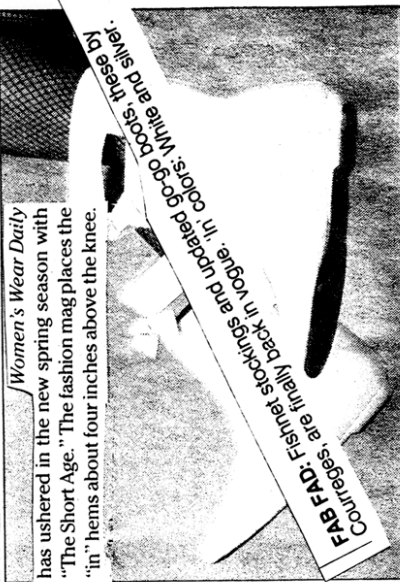 Women's Wear Daily
has ushered in the new spring season with
“The Short Age.” The fashion mag places the
“in” hems about four inches above the knee.
FAB FAD: Fishnet stockings and updated go-go boots, these by
Courreges, are finally back in vogue. ‘In’ colors: White and silver.